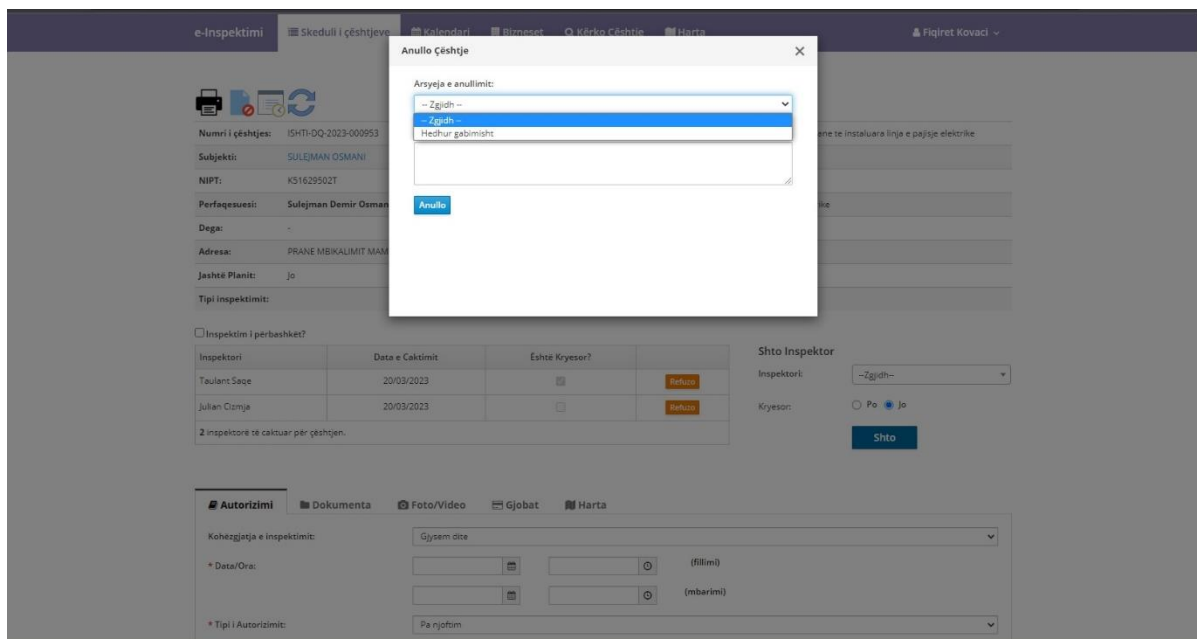 e-Inspektimi Skeduli i çështjeve Kalendari Bizneset Kërko Çështje Harta Fiqiret Kovaci
Anullo Çështje ×
Arsyeja e anullimit:
-- Zgjidh --
-- Zgjidh --
Hedhur gabimisht
Anullo
Numri i çështjes: ISHTI-DQ-2023-000953 ane te instaluara linja e pajisje elektrike
Subjekti: SULEJMAN OSMANI
NIPT: K51629502T
Perfaqesuesi: Sulejman Demir Osman ike
Dega: -
Adresa: PRANE MBIKALIMIT MAM
Jashtë Planit: Jo
Tipi inspektimit:
Inspektim i përbashkët?
Inspektori Data e Caktimit Është Kryesor?
Taulant Saqe 20/03/2023 Refuzo
Julian Cizmja 20/03/2023 Refuzo
2 inspektorë të caktuar për çështjen.
Shto Inspektor
Inspektori: --Zgjidh--
Kryesor: Po Jo
Shto
Autorizimi Dokumenta Foto/Video Gjobat Harta
Kohëzgjatja e inspektimit: Gjysem dite
* Data/Ora: (fillimi)
(mbarimi)
* Tipi i Autorizimit: Pa njoftim